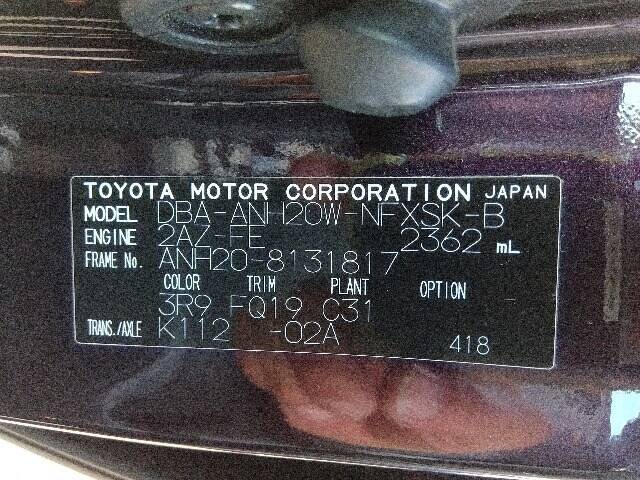 TOYOTA MOTOR CORPORATION JAPAN
MODEL DBA-ANH20W-NFXSK-B
ENGINE 2AZ-FE 2362 mL
FRAME No. ANH20-8131817
COLOR TRIM PLANT OPTION
3R9 FQ19 C31
TRANS./AXLE K112 -02A 418